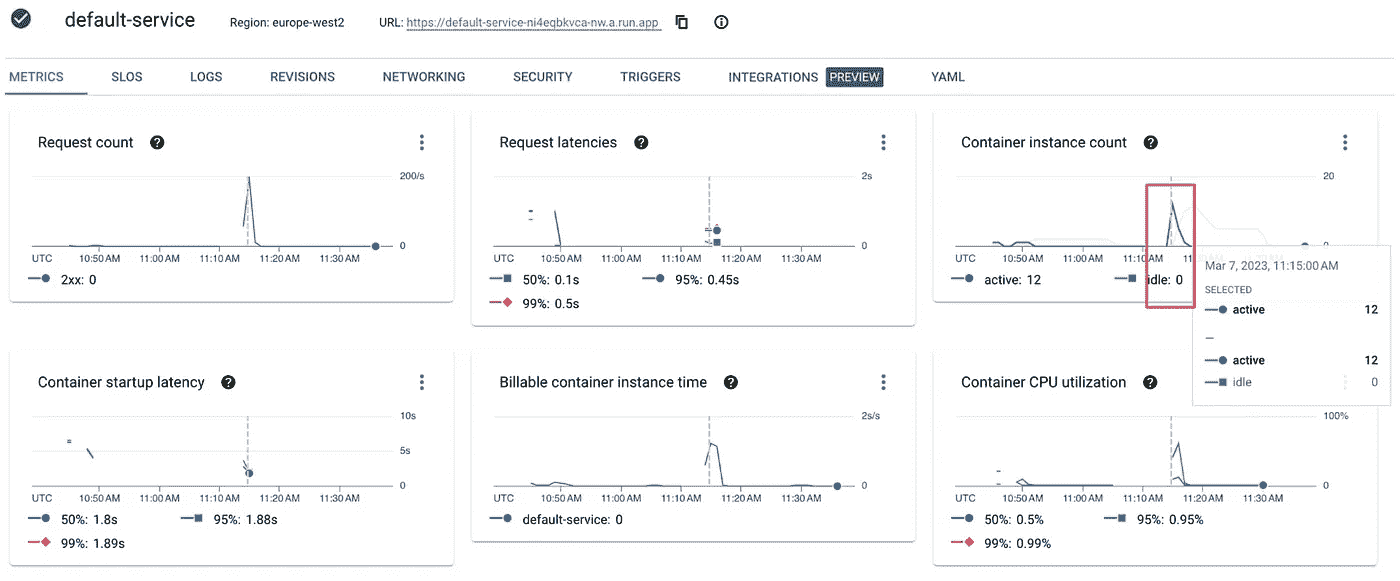 default-service Region: europe-west2 URL: https://default-service-ni4eqbkvca-nw.a.run.app
METRICS SLOS LOGS REVISIONS NETWORKING SECURITY TRIGGERS INTEGRATIONS PREVIEW YAML
Request count
200/s
0
UTC 10:50 AM 11:00 AM 11:10 AM 11:20 AM 11:30 AM
2xx: 0
Request latencies
2s
0
UTC 10:50 AM 11:00 AM 11:10 AM 11:20 AM 11:30 AM
50%: 0.1s 95%: 0.45s
99%: 0.5s
Container instance count
20
0
UTC 10:50 AM 11:00 AM 11:10 AM
active: 12 idle: 0
Mar 7, 2023, 11:15:00 AM
SELECTED
active 12
active 12
idle 0
Container startup latency
10s
5s
0
UTC 10:50 AM 11:00 AM 11:10 AM 11:20 AM 11:30 AM
50%: 1.8s 95%: 1.88s
99%: 1.89s
Billable container instance time
2s/s
0
UTC 10:50 AM 11:00 AM 11:10 AM 11:20 AM 11:30 AM
default-service: 0
Container CPU utilization
100%
0
UTC 10:50 AM 11:00 AM 11:10 AM 11:20 AM 11:30 AM
50%: 0.5% 95%: 0.95%
99%: 0.99%